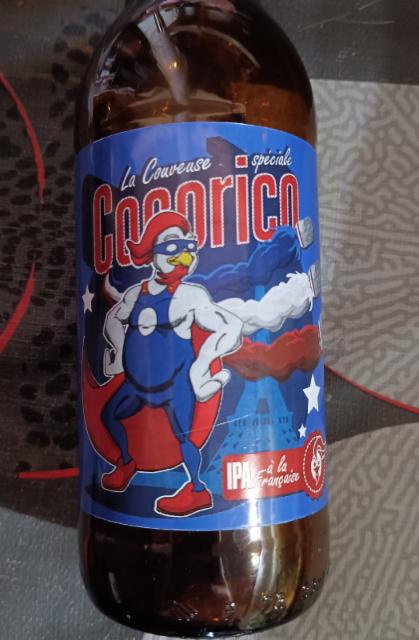 La Couveuse spéciale
Cocorico
IPA à la
Française